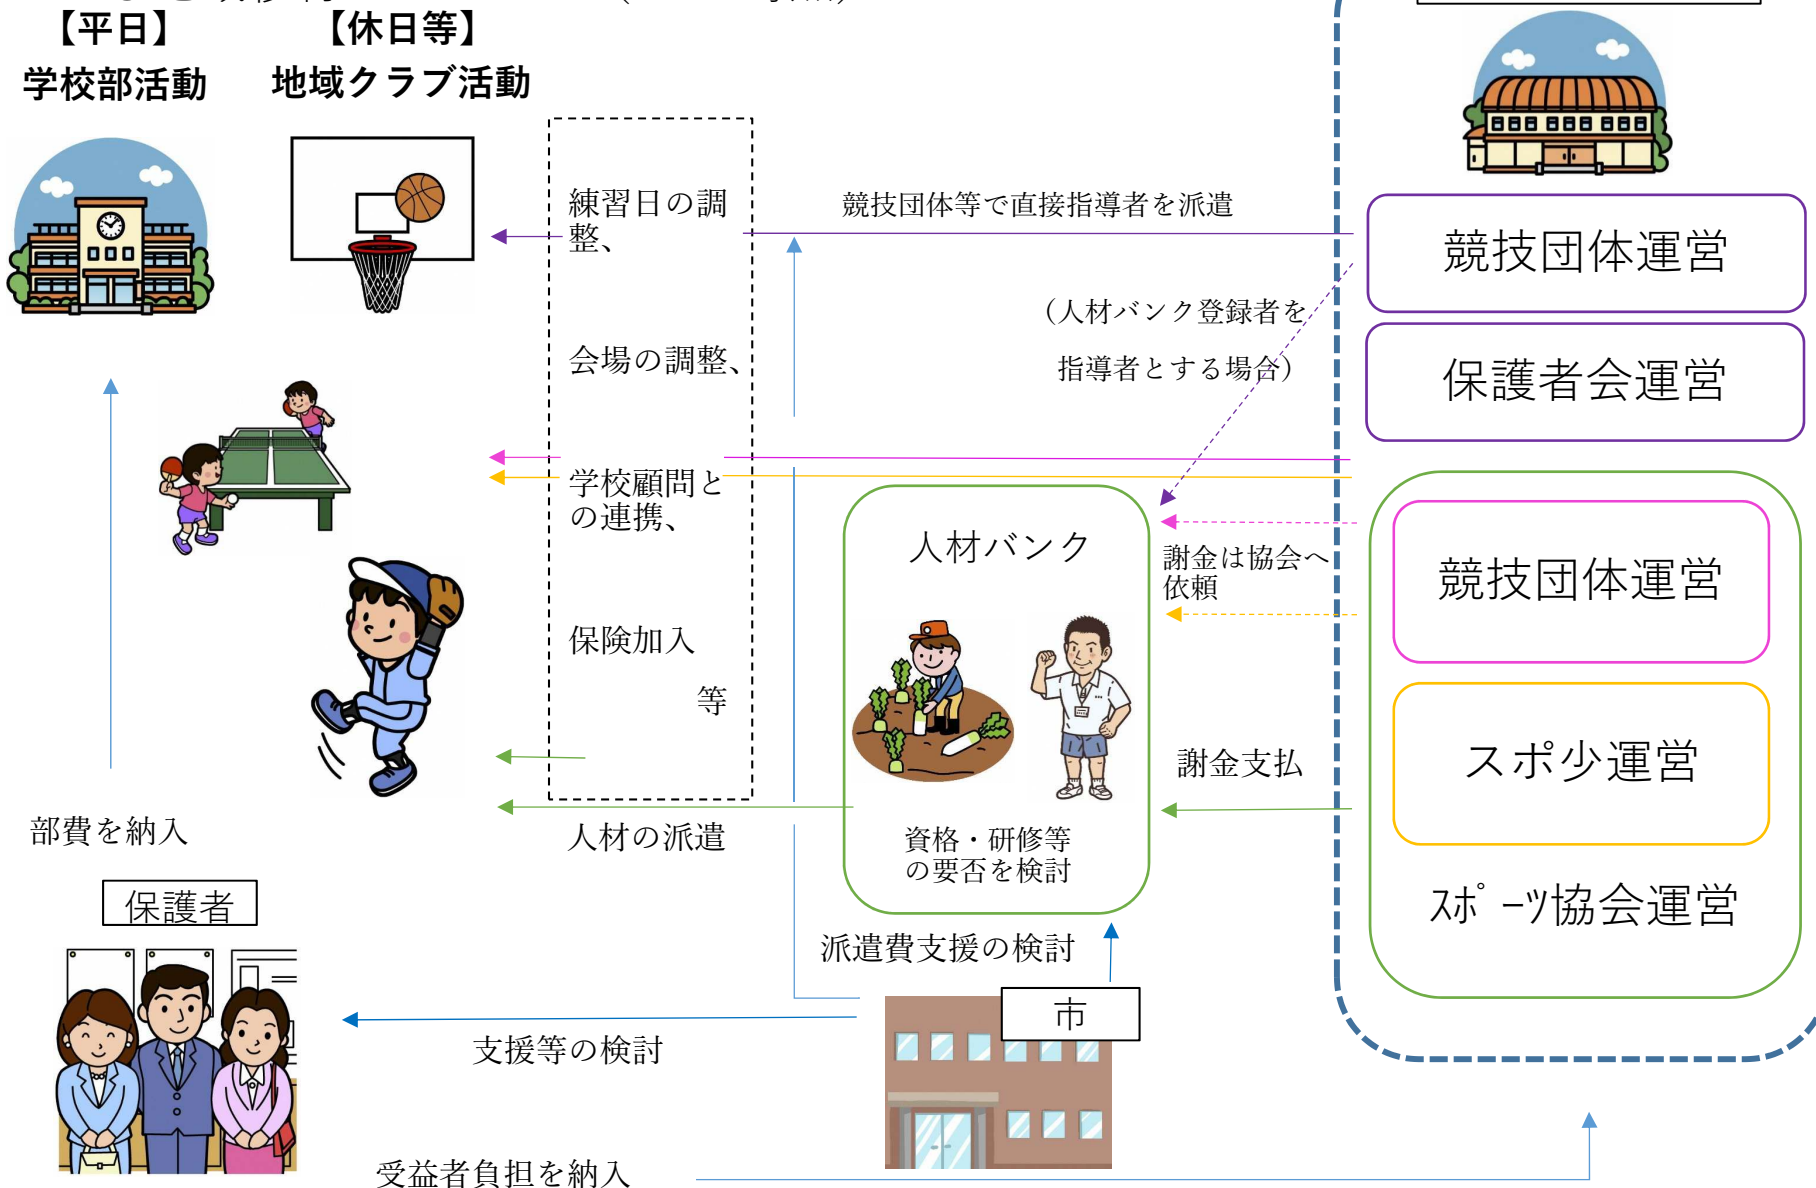 【平日】
学校部活動
【休日等】
地域クラブ活動
練習日の調
整、
会場の調整、
学校顧問と
の連携、
保険加入
等
競技団体等で直接指導者を派遣
（人材バンク登録者を
指導者とする場合）
競技団体運営
保護者会運営
競技団体運営
スポ少運営
ｽﾎﾟｰﾂ協会運営
人材バンク
資格・研修等
の要否を検討
謝金は協会へ
依頼
謝金支払
人材の派遣
部費を納入
保護者
派遣費支援の検討
市
支援等の検討
受益者負担を納入